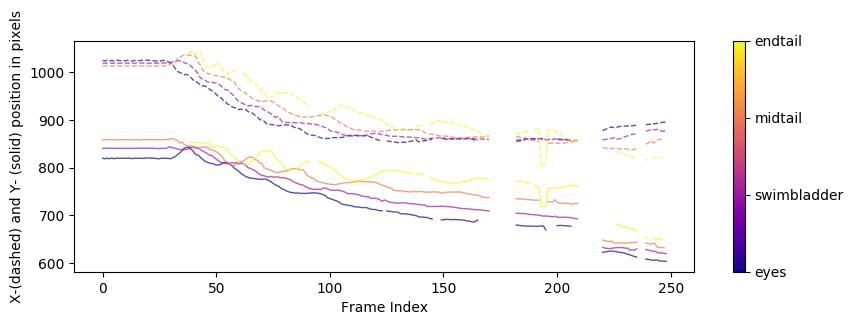 X-(dashed) and Y- (solid) position in pixels
1000
900
800
700
600
0
50
100
150
200
250
Frame Index
endtail
midtail
swimbladder
eyes